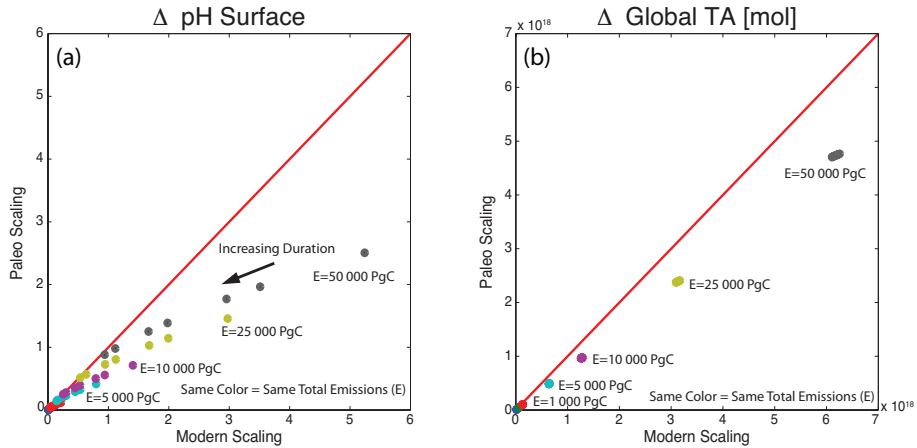 Δ pH Surface
(a)
6
5
4
3
2
1
0
Paleo Scaling
Increasing Duration
E=50 000 PgC
E=25 000 PgC
E=10 000 PgC
E=5 000 PgC
Same Color = Same Total Emissions (E)
0 1 2 3 4 5 6
Modern Scaling
Δ Global TA [mol]
x 10^18
(b)
7
6
5
4
3
2
1
0
Paleo Scaling
E=50 000 PgC
E=25 000 PgC
E=10 000 PgC
E=5 000 PgC
E=1 000 PgC
Same Color = Same Total Emissions (E)
0 1 2 3 4 5 6 7
x 10^18
Modern Scaling